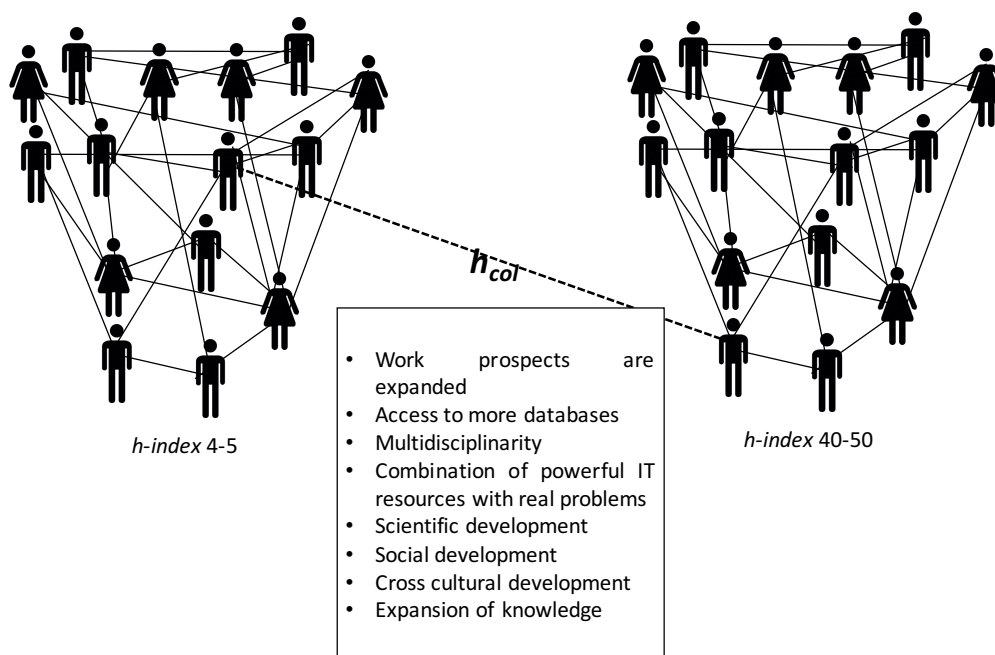 h_col
• Work prospects are
expanded
• Access to more databases
• Multidisciplinarity
• Combination of powerful IT
resources with real problems
• Scientific development
• Social development
• Cross cultural development
• Expansion of knowledge
h-index 4-5
h-index 40-50